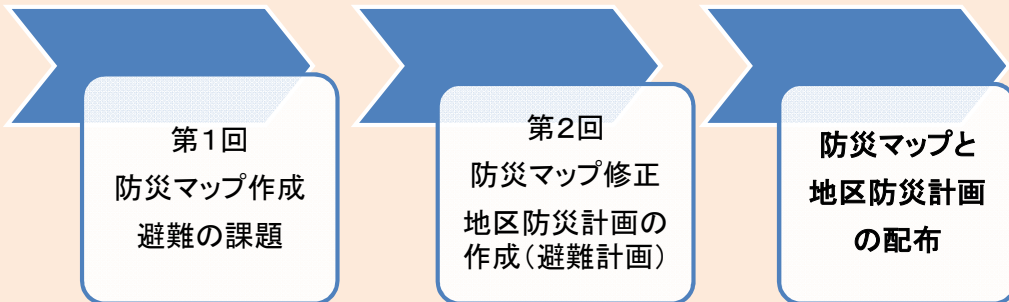 第1回
防災マップ作成
避難の課題
第2回
防災マップ修正
地区防災計画の
作成（避難計画）
防災マップと
地区防災計画
の配布